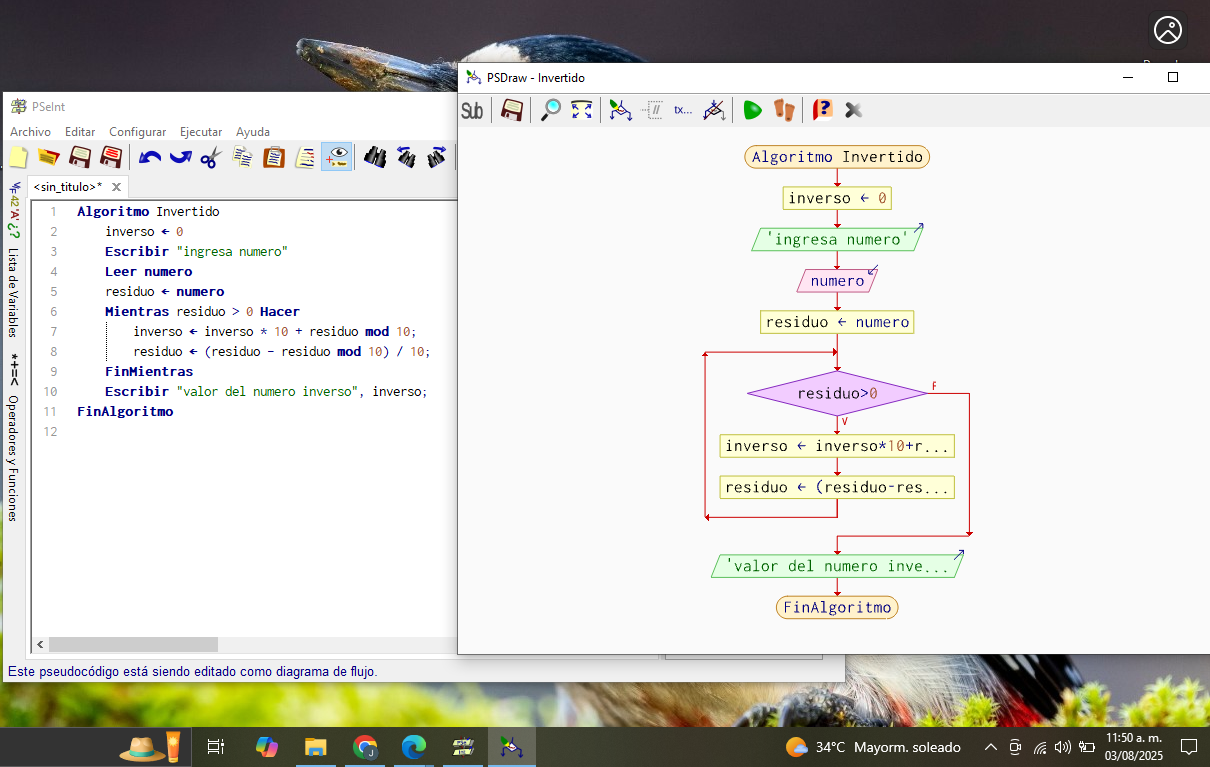 PSDraw - Invertido
PSeInt
Archivo Editar Configurar Ejecutar Ayuda
Sub
//
tx...
?
<sin_titulo>* X
42 'A' ¿?
Lista de Variables
*+=<
Operadores y Funciones
1 Algoritmo Invertido
2 inverso ← 0
3 Escribir "ingresa numero"
4 Leer numero
5 residuo ← numero
6 Mientras residuo > 0 Hacer
7 inverso ← inverso * 10 + residuo mod 10;
8 residuo ← (residuo - residuo mod 10) / 10;
9 FinMientras
10 Escribir "valor del numero inverso", inverso;
11 FinAlgoritmo
12
Algoritmo Invertido
inverso ← 0
'ingresa numero'
numero
residuo ← numero
residuo>0
F
V
inverso ← inverso*10+r...
residuo ← (residuo-res...
'valor del numero inve...
FinAlgoritmo
Este pseudocódigo está siendo editado como diagrama de flujo.
34°C Mayorm. soleado
11:50 a. m.
03/08/2025